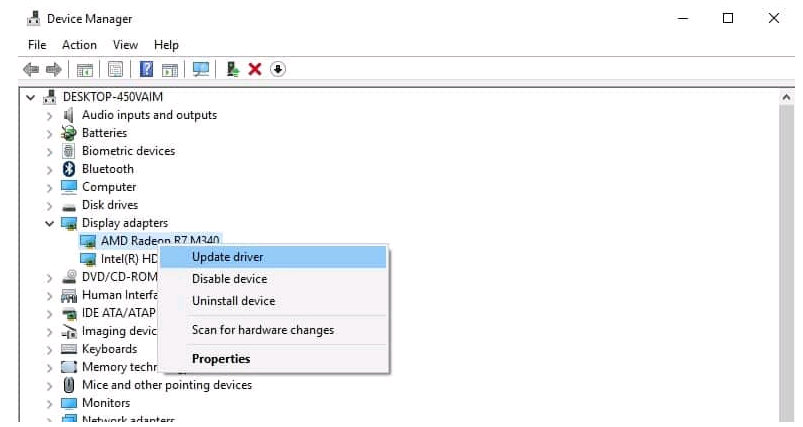 Device Manager
File Action View Help
DESKTOP-450VAIM
Audio inputs and outputs
Batteries
Biometric devices
Bluetooth
Computer
Disk drives
Display adapters
AMD Radeon R7 M340
Intel(R) HD
Update driver
DVD/CD-ROM
Disable device
Human Interfa
Uninstall device
IDE ATA/ATAP
Imaging devic
Scan for hardware changes
Keyboards
Memory techn
Properties
Mice and other pointing devices
Monitors
Network adapters